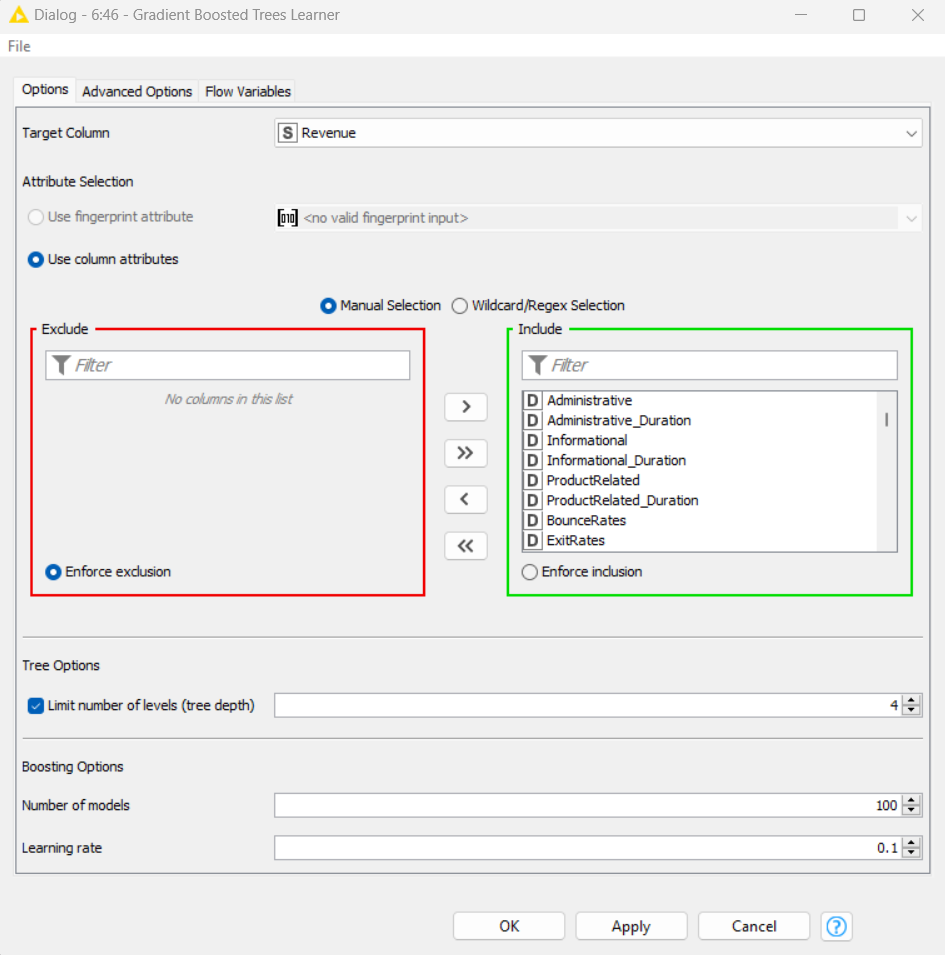 Dialog - 6:46 - Gradient Boosted Trees Learner
File
Options Advanced Options Flow Variables
Target Column S Revenue
Attribute Selection
Use fingerprint attribute 010 <no valid fingerprint input>
Use column attributes
Manual Selection Wildcard/Regex Selection
Exclude Include
Filter Filter
No columns in this list D Administrative
D Administrative_Duration
D Informational
D Informational_Duration
D ProductRelated
D ProductRelated_Duration
D BounceRates
D ExitRates
Enforce exclusion Enforce inclusion
Tree Options
Limit number of levels (tree depth) 4
Boosting Options
Number of models 100
Learning rate 0.1
OK Apply Cancel ?